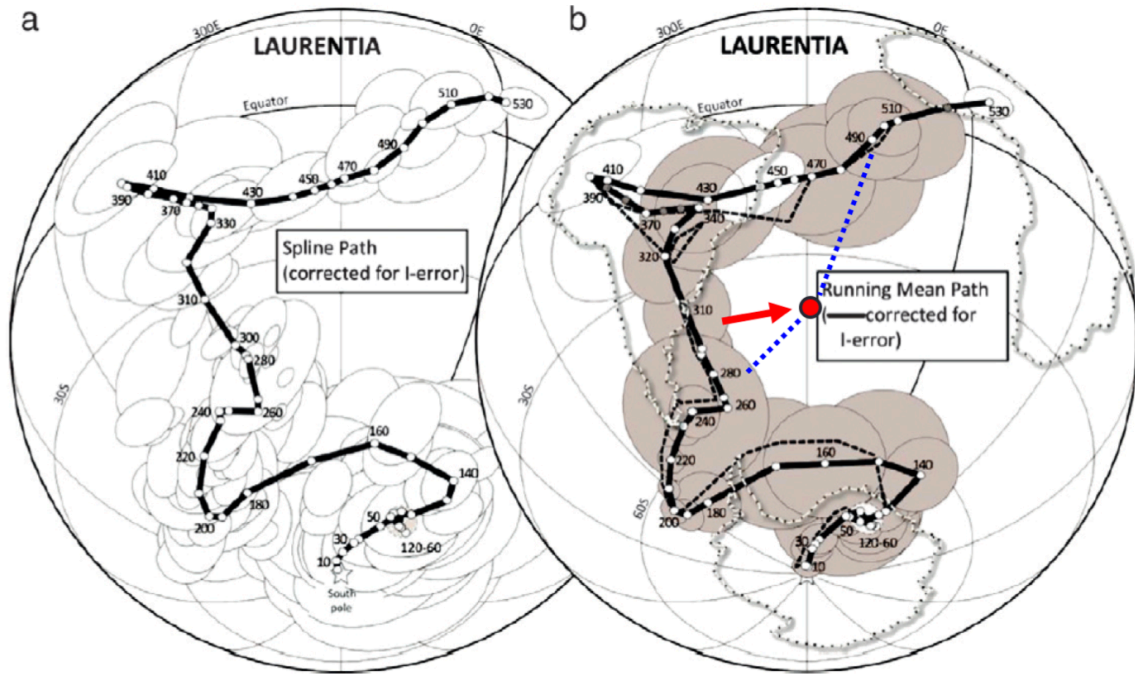 a
LAURENTIA
300E
0E
Equator
510
530
490
470
450
430
410
390
370
330
Spline Path
(corrected for I-error)
310
300
280
260
240
220
200
180
160
140
50
30
10
120-60
30S
South
pole
b
LAURENTIA
300E
0E
Equator
510
530
490
470
450
430
410
390
370
340
320
310
Running Mean Path
(━corrected for
I-error)
280
260
240
220
200
180
160
140
50
30
10
120-60
30S
30S
60S